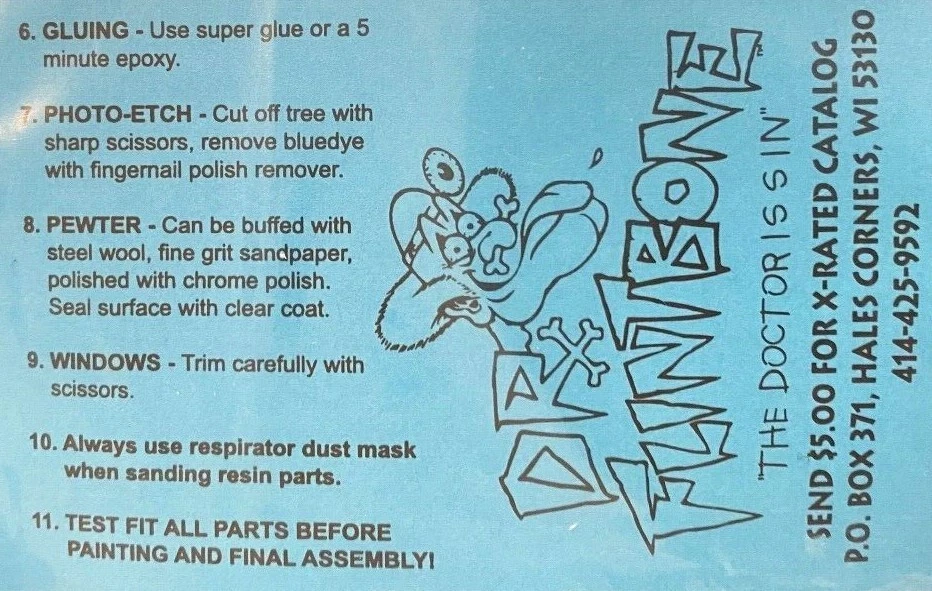 6. GLUING - Use super glue or a 5
minute epoxy.
7. PHOTO-ETCH - Cut off tree with
sharp scissors, remove bluedye
with fingernail polish remover.
8. PEWTER - Can be buffed with
steel wool, fine grit sandpaper,
polished with chrome polish.
Seal surface with clear coat.
9. WINDOWS - Trim carefully with
scissors.
10. Always use respirator dust mask
when sanding resin parts.
11. TEST FIT ALL PARTS BEFORE
PAINTING AND FINAL ASSEMBLY!
DR.
FLIMBONE™
"THE DOCTOR IS IN"
SEND $5.00 FOR X-RATED CATALOG
P.O. BOX 371, HALES CORNERS, WI 53130
414-425-9592